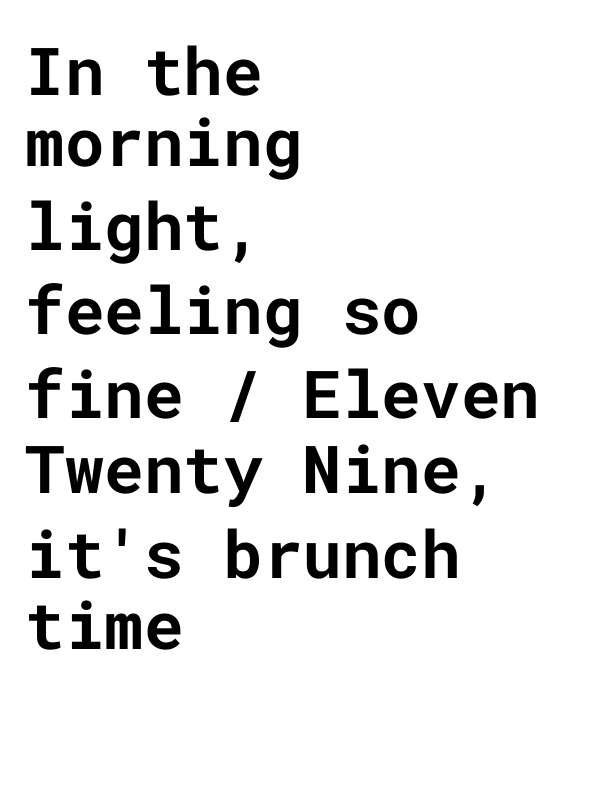 In the
morning
light,
feeling so
fine / Eleven
Twenty Nine,
it's brunch
time